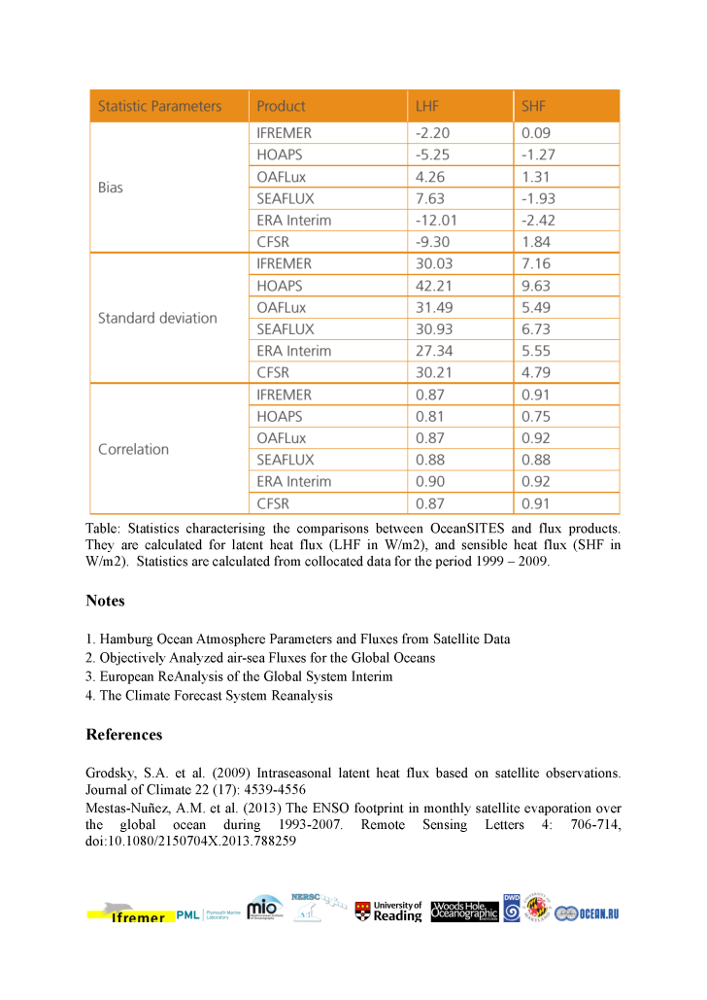 Statistic Parameters Product LHF SHF
Bias
IFREMER -2.20 0.09
HOAPS -5.25 -1.27
OAFLux 4.26 1.31
SEAFLUX 7.63 -1.93
ERA Interim -12.01 -2.42
CFSR -9.30 1.84
Standard deviation
IFREMER 30.03 7.16
HOAPS 42.21 9.63
OAFLux 31.49 5.49
SEAFLUX 30.93 6.73
ERA Interim 27.34 5.55
CFSR 30.21 4.79
Correlation
IFREMER 0.87 0.91
HOAPS 0.81 0.75
OAFLux 0.87 0.92
SEAFLUX 0.88 0.88
ERA Interim 0.90 0.92
CFSR 0.87 0.91
Table: Statistics characterising the comparisons between OceanSITES and flux products.
They are calculated for latent heat flux (LHF in W/m2), and sensible heat flux (SHF in
W/m2). Statistics are calculated from collocated data for the period 1999 – 2009.
Notes
1. Hamburg Ocean Atmosphere Parameters and Fluxes from Satellite Data
2. Objectively Analyzed air-sea Fluxes for the Global Oceans
3. European ReAnalysis of the Global System Interim
4. The Climate Forecast System Reanalysis
References
Grodsky, S.A. et al. (2009) Intraseasonal latent heat flux based on satellite observations.
Journal of Climate 22 (17): 4539-4556
Mestas-Nuñez, A.M. et al. (2013) The ENSO footprint in monthly satellite evaporation over
the global ocean during 1993-2007. Remote Sensing Letters 4: 706-714,
doi:10.1080/2150704X.2013.788259
Ifremer
PML Plymouth Marine
Laboratory
mio
NERSC
University of
Reading
Woods Hole
Oceanographic
DWD
OCEAN.RU